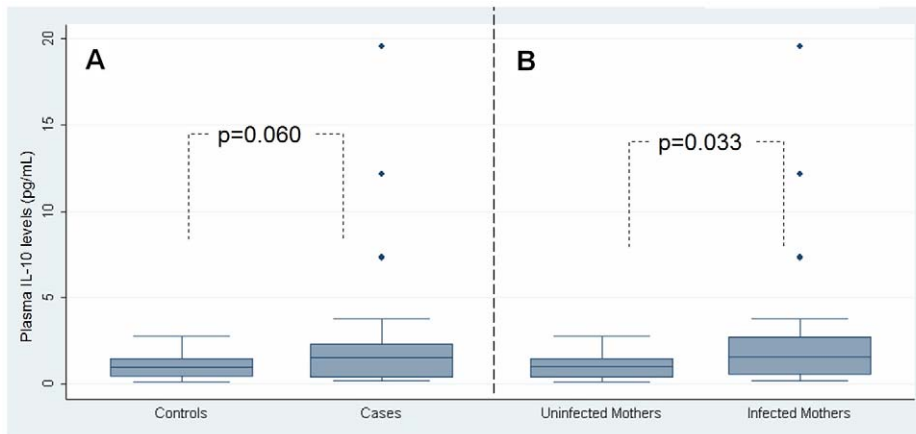 A
B
p=0.060
p=0.033
Plasma IL-10 levels (pg/mL)
20
15
10
5
0
Controls
Cases
Uninfected Mothers
Infected Mothers